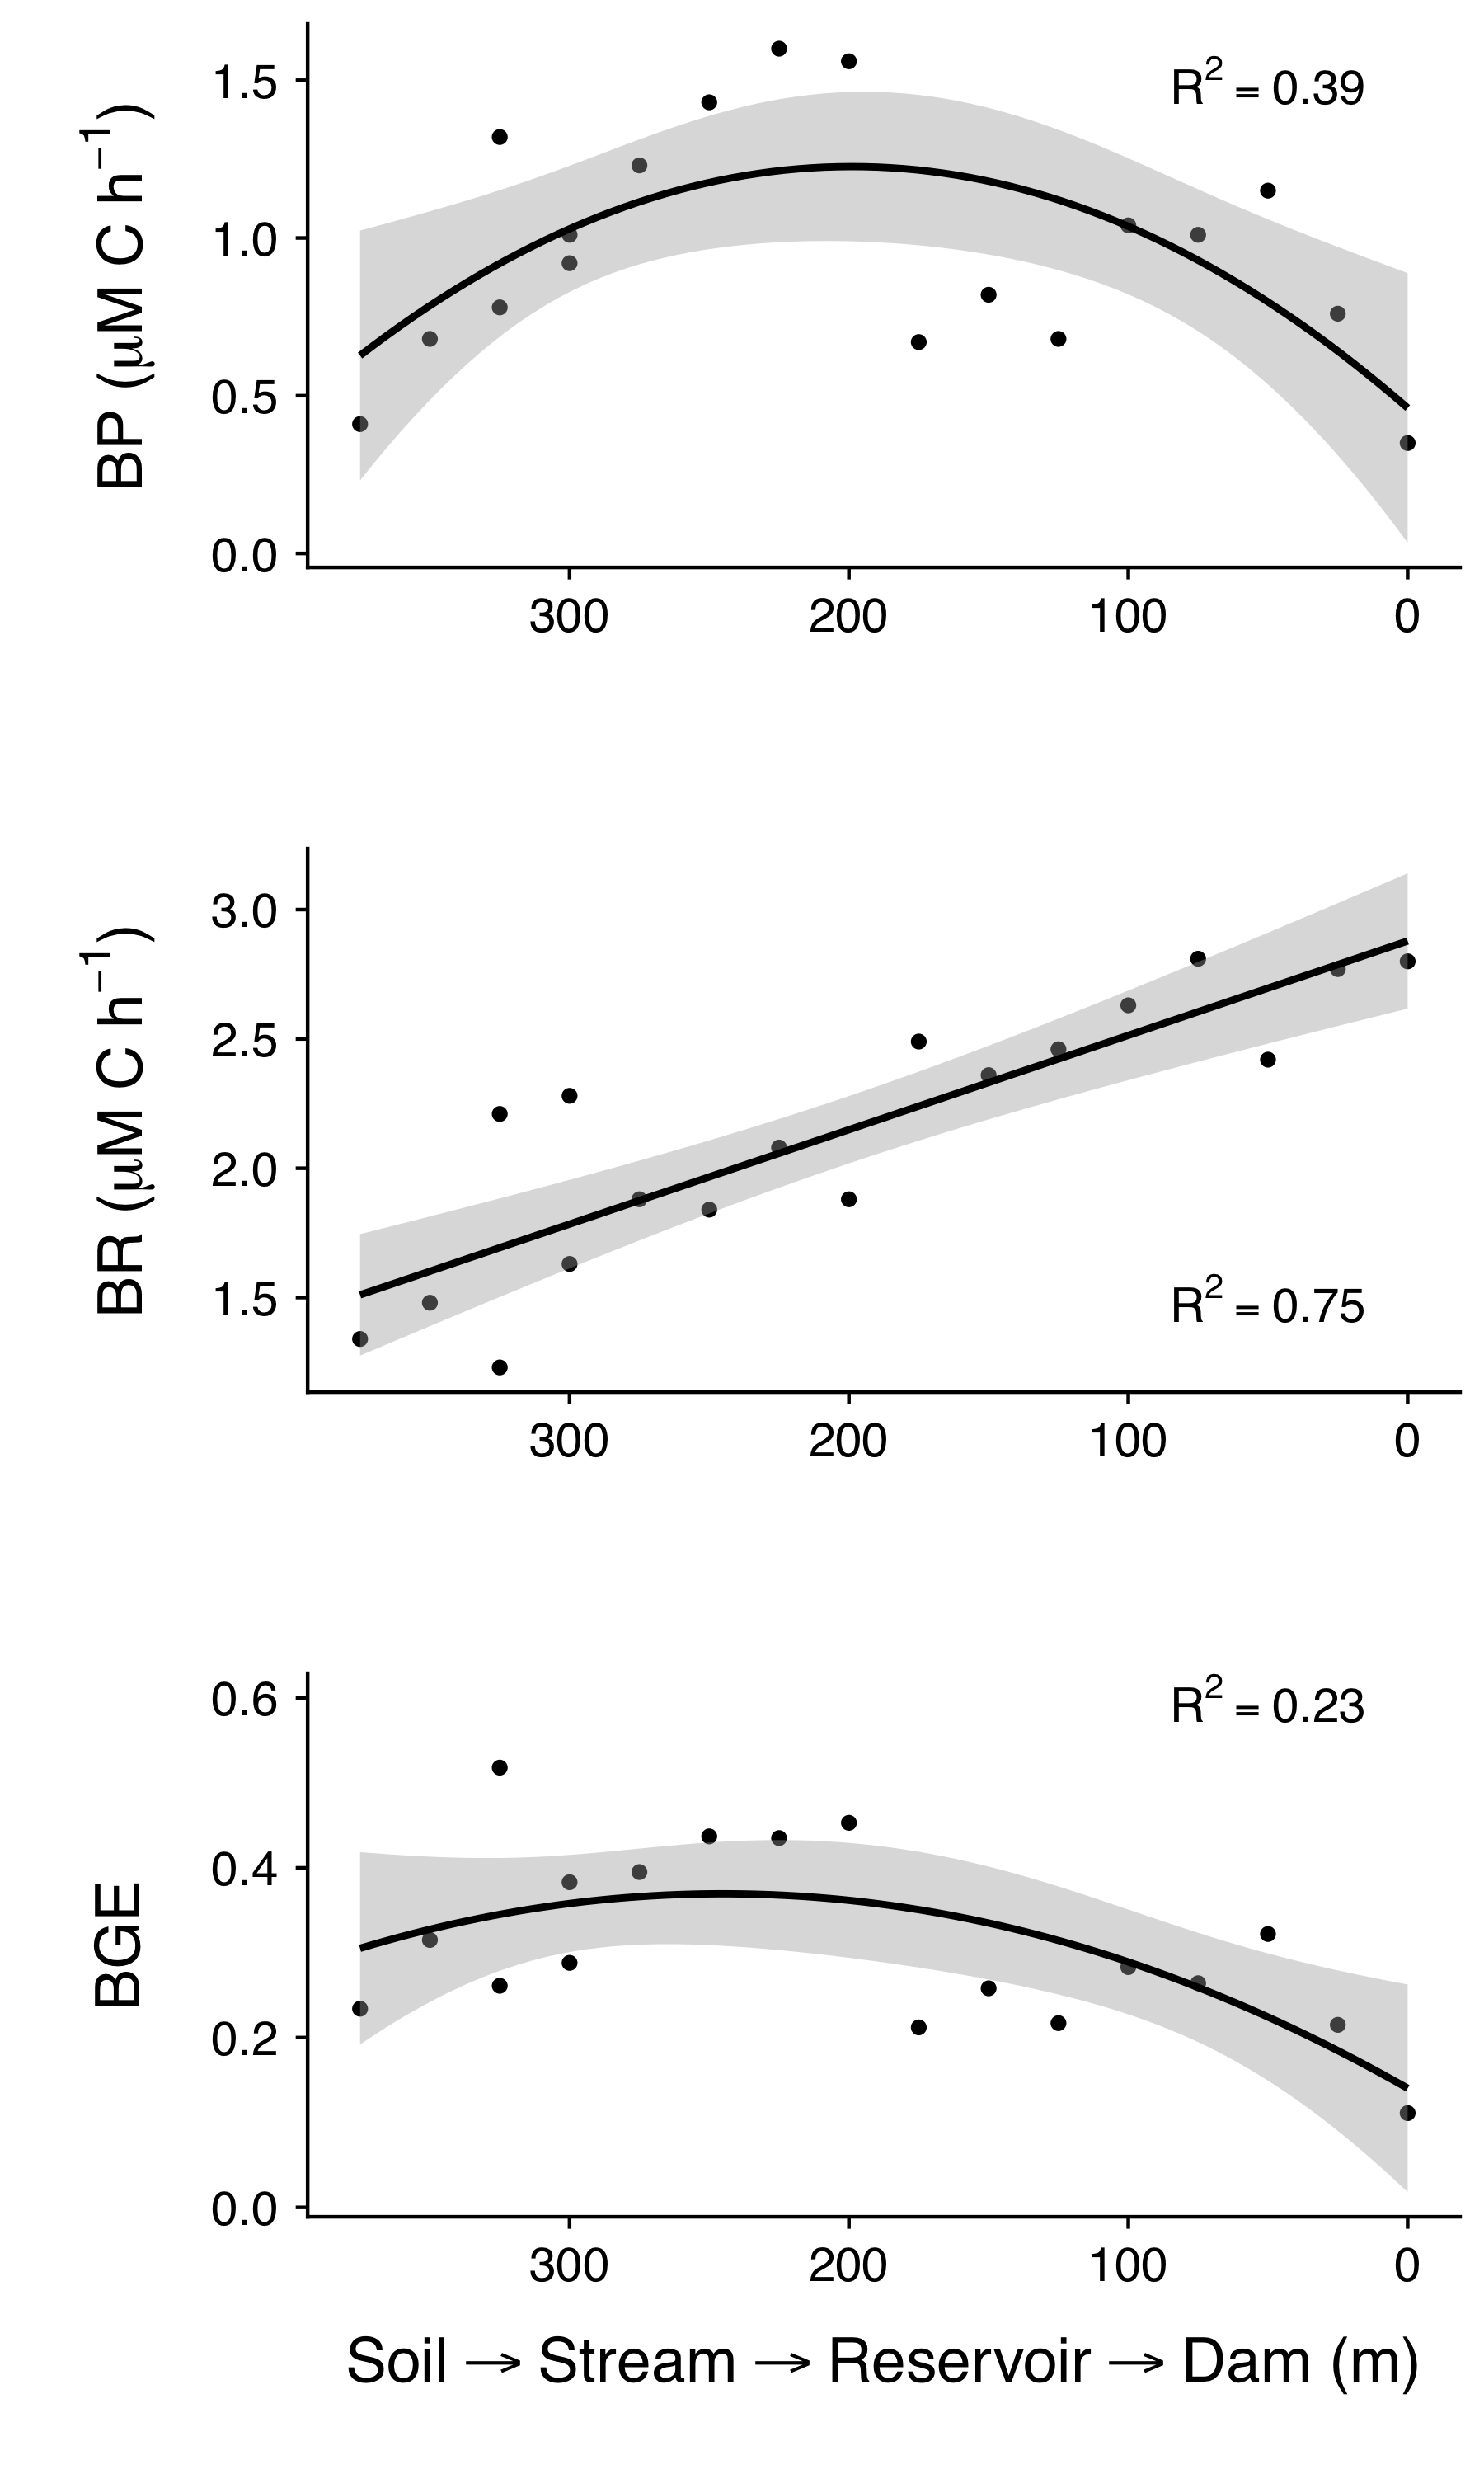 BP (μM C h⁻¹)
1.5
1.0
0.5
0.0
R² = 0.39
300 200 100 0
BR (μM C h⁻¹)
3.0
2.5
2.0
1.5
R² = 0.75
300 200 100 0
BGE
0.6
0.4
0.2
0.0
R² = 0.23
300 200 100 0
Soil → Stream → Reservoir → Dam (m)